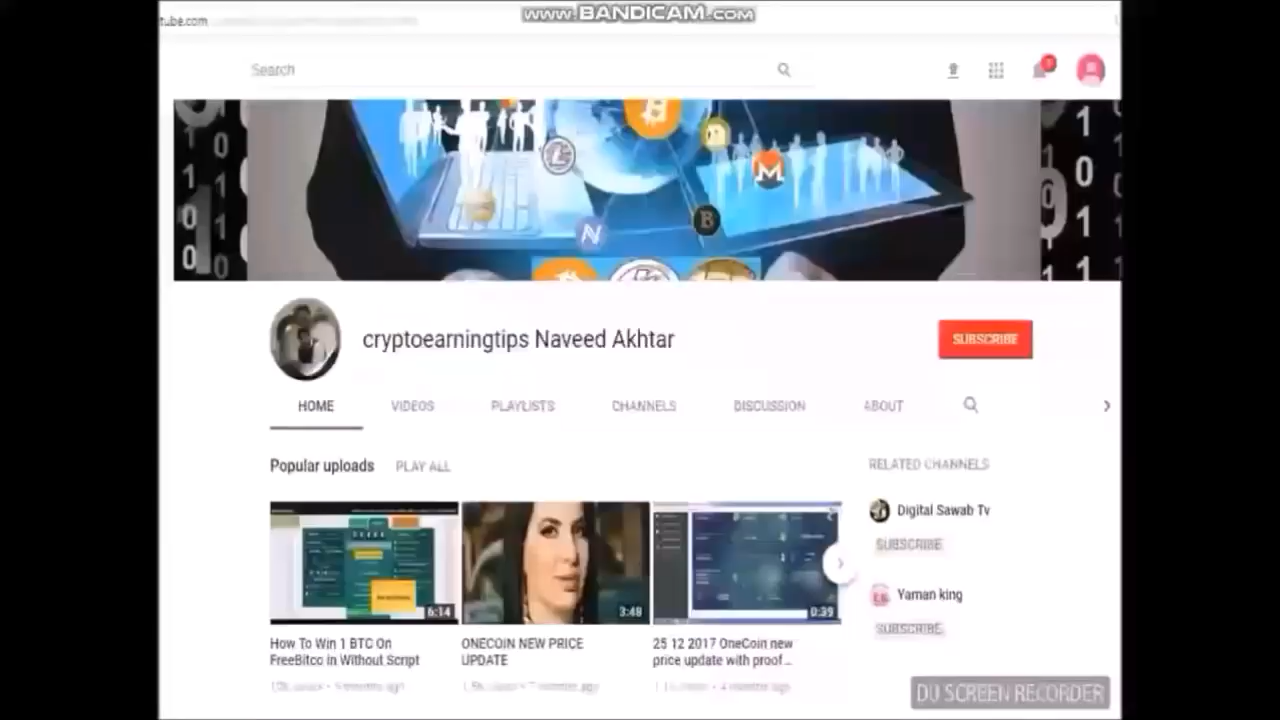 www.BANDICAM.com
tube.com
Search
cryptoearningtips Naveed Akhtar
SUBSCRIBE
HOME
VIDEOS
PLAYLISTS
CHANNELS
DISCUSSION
ABOUT
Popular uploads
PLAY ALL
6:14
How To Win 1 BTC On
FreeBitco in Without Script
3:48
ONECOIN NEW PRICE
UPDATE
0:39
25 12 2017 OneCoin new
price update with proof...
RELATED CHANNELS
Digital Sawab Tv
SUBSCRIBE
Yaman king
SUBSCRIBE
DU SCREEN RECORDER